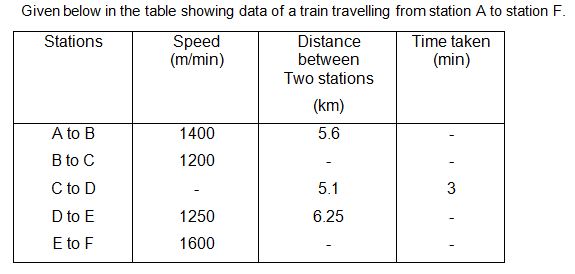 Given below in the table showing data of a train travelling from station A to station F.
Stations Speed Distance Time taken
(m/min) between (min)
Two stations
(km)
A to B 1400 5.6 -
B to C 1200 - -
C to D - 5.1 3
D to E 1250 6.25 -
E to F 1600 - -